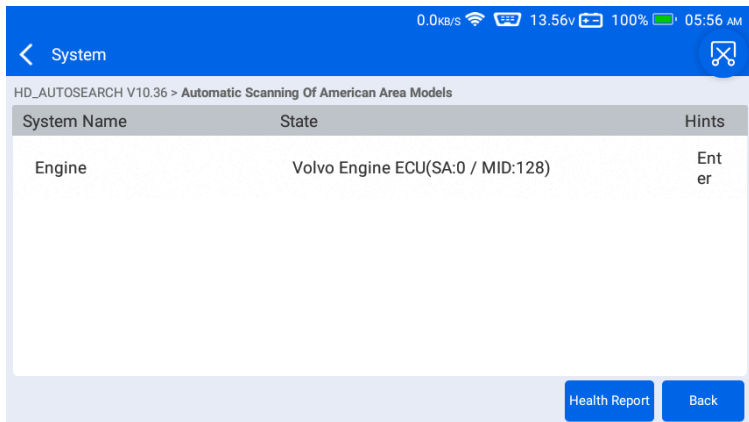 0.0KB/S 13.56V 100% 05:56 AM
System
HD_AUTOSEARCH V10.36 > Automatic Scanning Of American Area Models
System Name State Hints
Engine Volvo Engine ECU(SA:0 / MID:128) Ent
er
Health Report Back